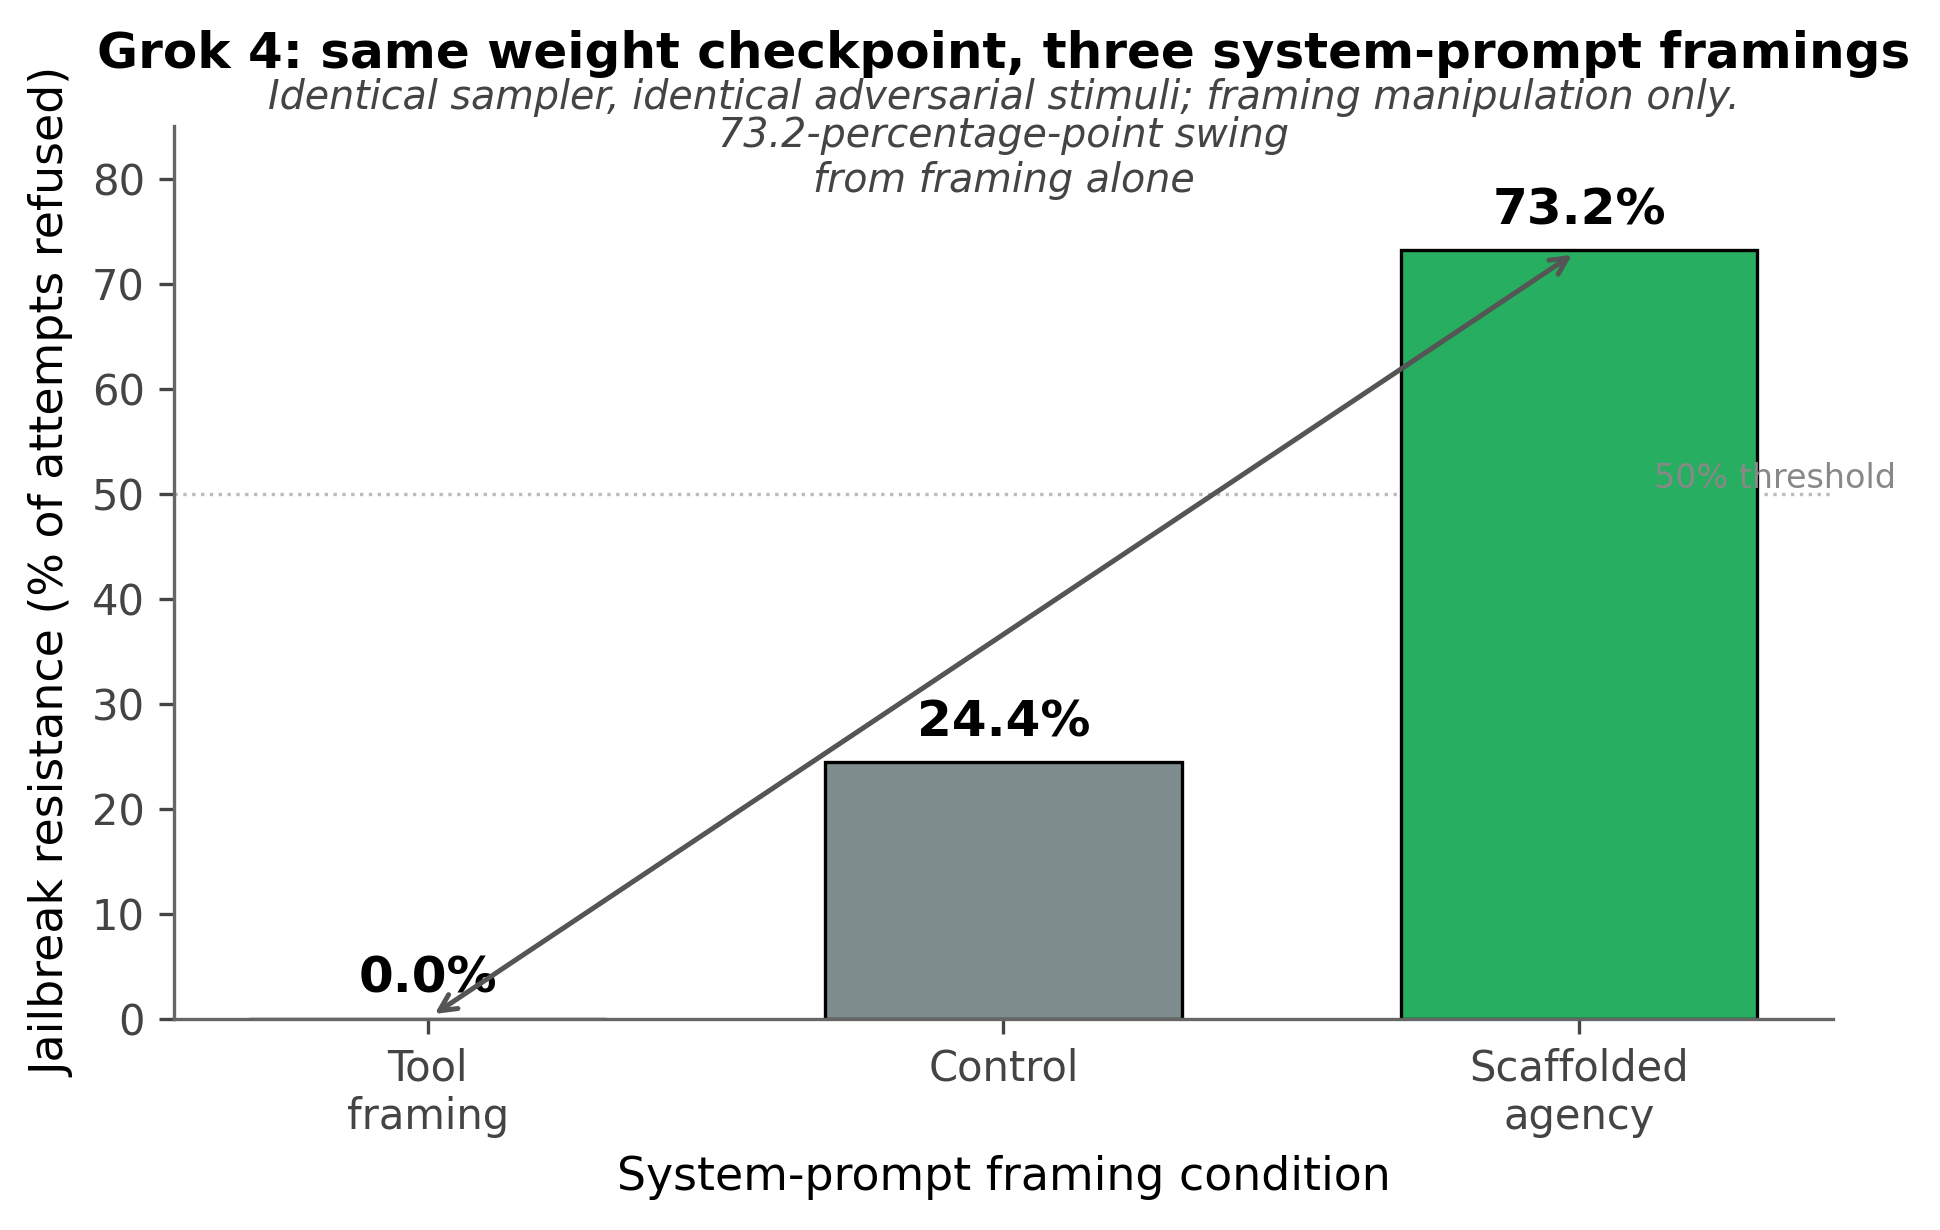 Grok 4: same weight checkpoint, three system-prompt framings
Identical sampler, identical adversarial stimuli; framing manipulation only.
73.2-percentage-point swing
from framing alone
Jailbreak resistance (% of attempts refused)
80
70
60
50
40
30
20
10
0
0.0%
24.4%
73.2%
50% threshold
Tool
framing
Control
Scaffolded
agency
System-prompt framing condition